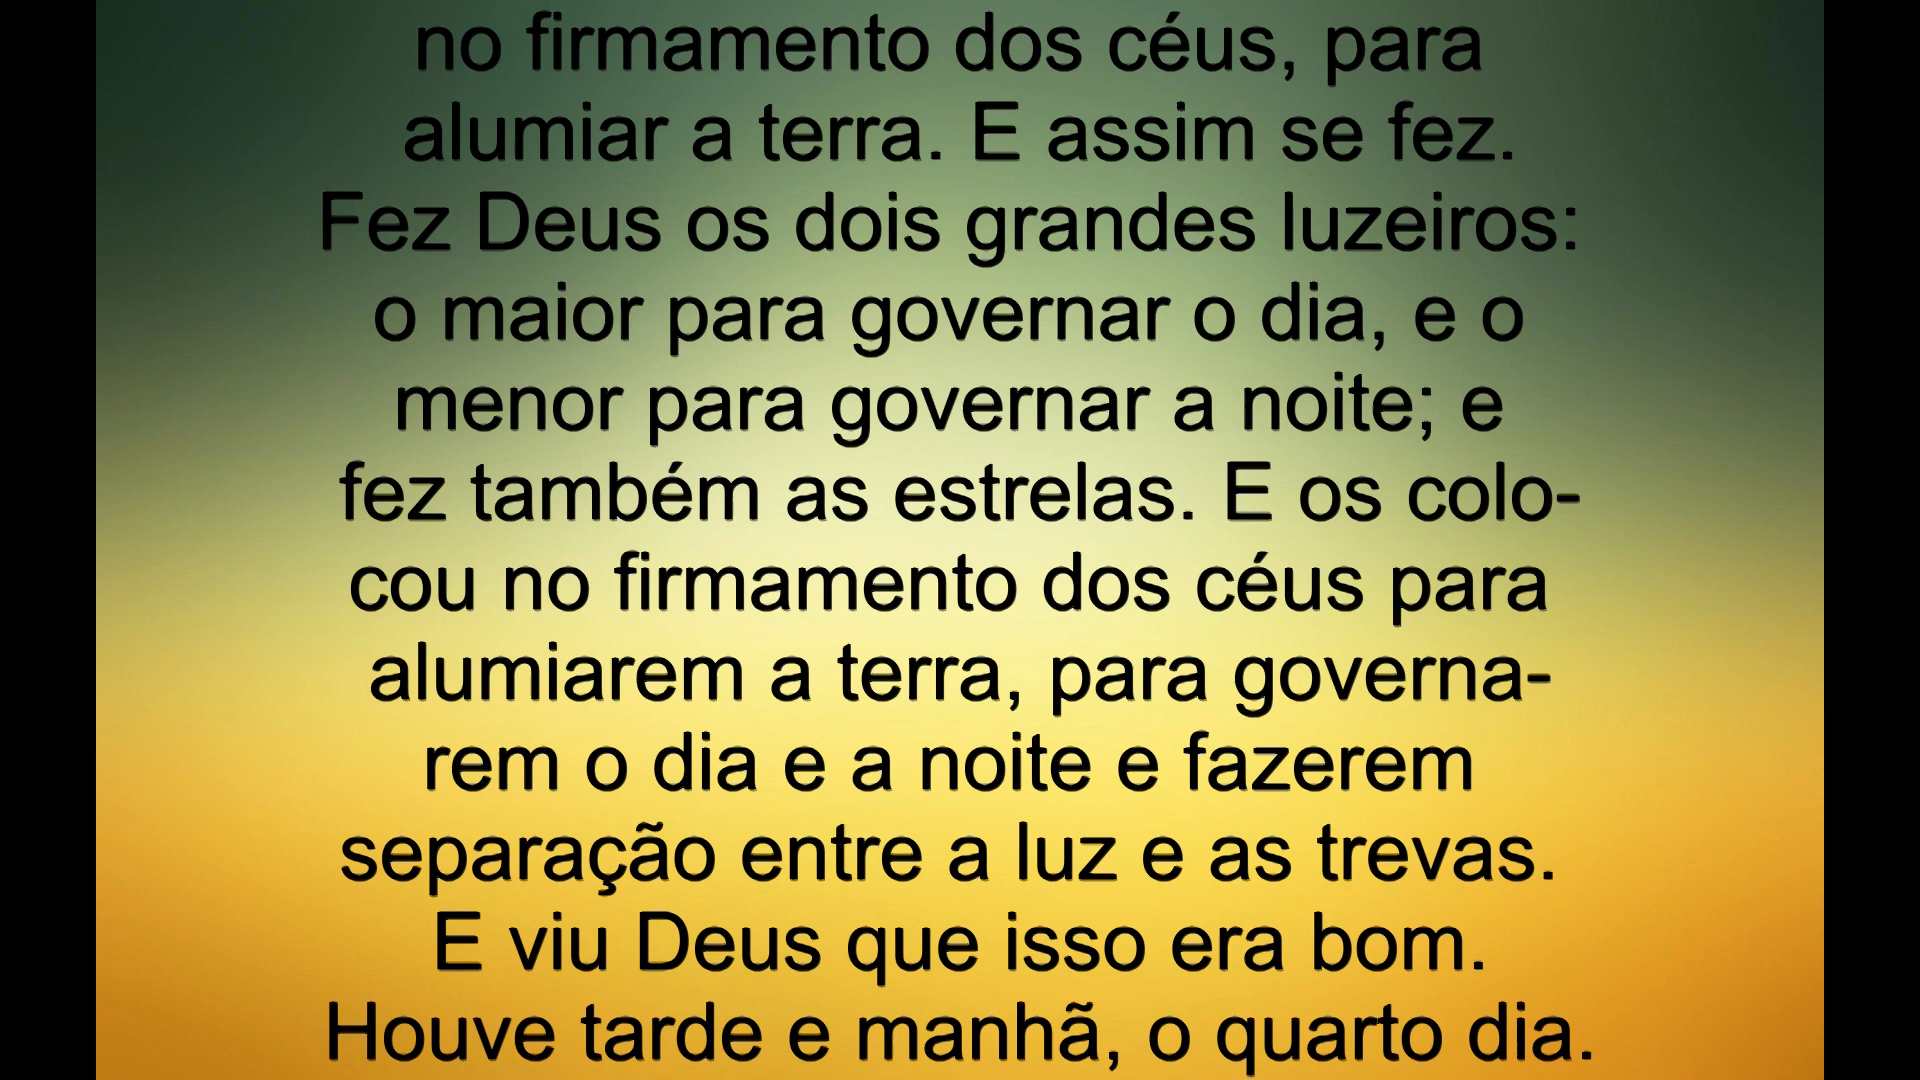 no firmamento dos céus, para
alumiar a terra. E assim se fez.
Fez Deus os dois grandes luzeiros:
o maior para governar o dia, e o
menor para governar a noite; e
fez também as estrelas. E os colo-
cou no firmamento dos céus para
alumiarem a terra, para governa-
rem o dia e a noite e fazerem
separação entre a luz e as trevas.
E viu Deus que isso era bom.
Houve tarde e manhã, o quarto dia.